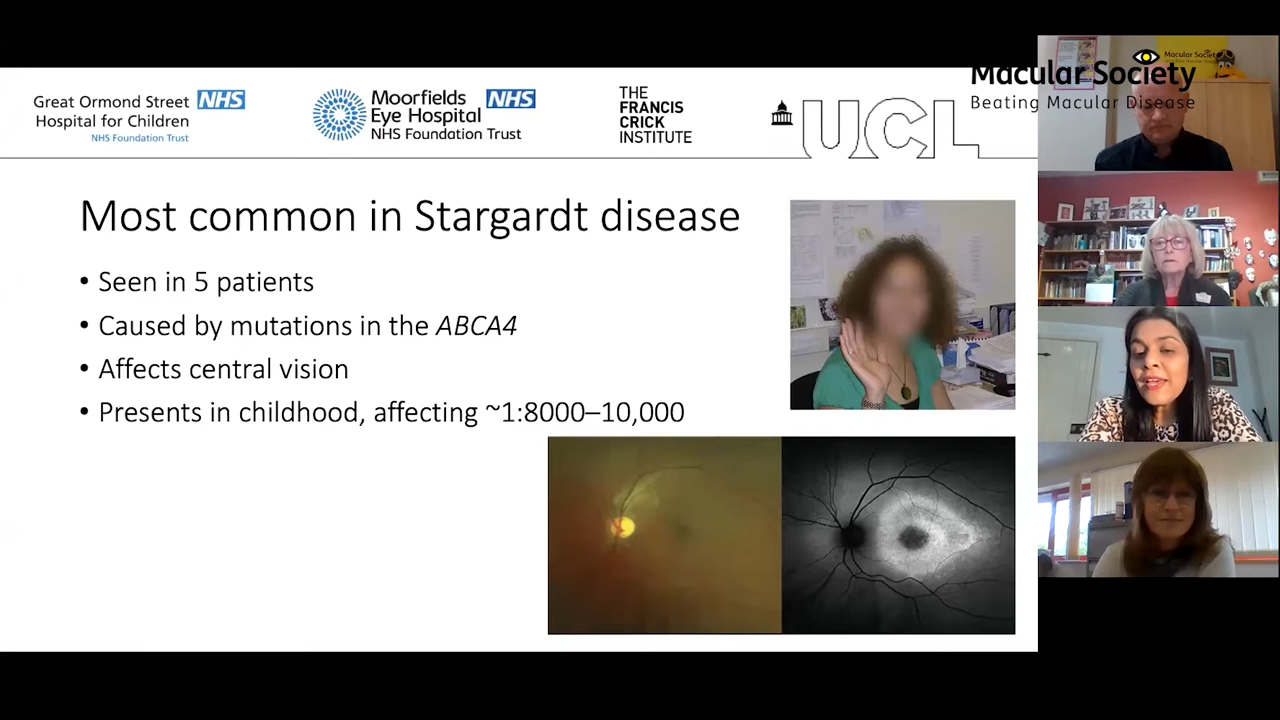 Great Ormond Street NHS
Hospital for Children
NHS Foundation Trust
Moorfields NHS
Eye Hospital
NHS Foundation Trust
THE
FRANCIS
CRICK
INSTITUTE
UCL
Macular Society
Beating Macular Disease
Macular Society
Most common in Stargardt disease
• Seen in 5 patients
• Caused by mutations in the ABCA4
• Affects central vision
• Presents in childhood, affecting ~1:8000–10,000